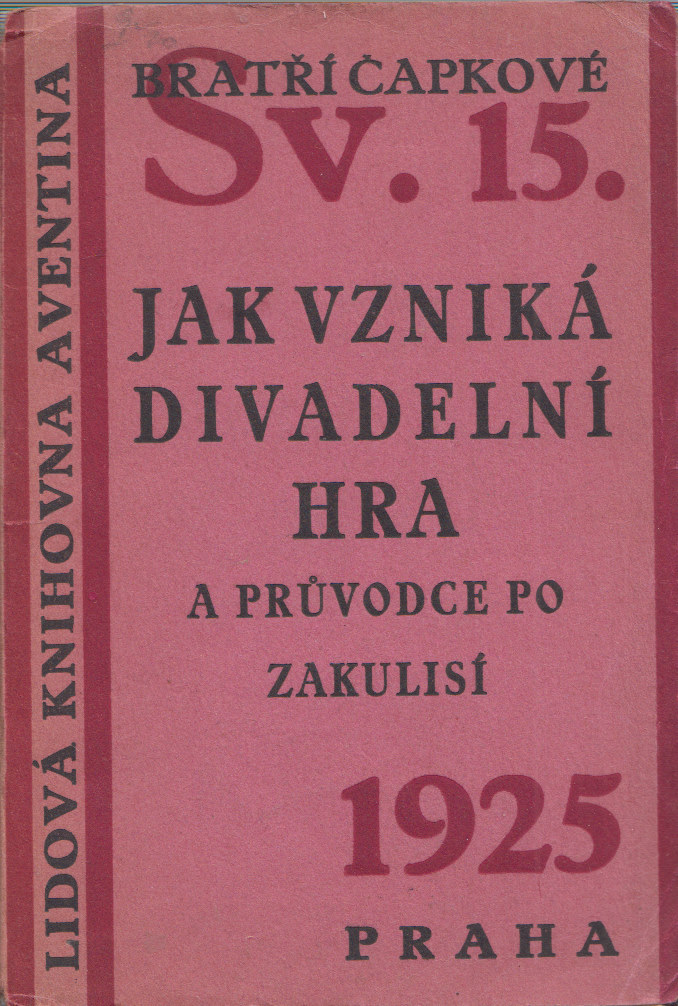 BRATŘÍ ČAPKOVÉ
Sv. 15.
JAK VZNIKÁ
DIVADELNÍ
HRA
A PRŮVODCE PO
ZAKULISÍ
1925
PRAHA
LIDOVÁ KNIHOVNA AVENTINA